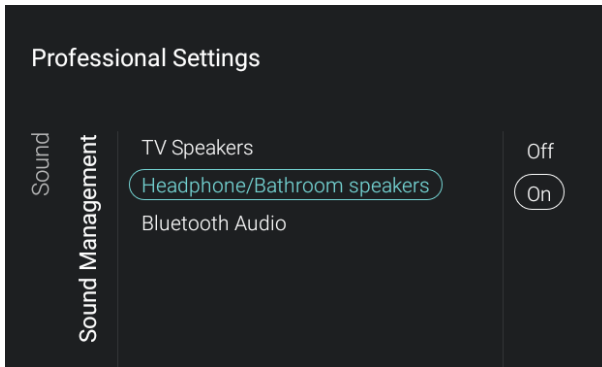 Professional Settings
Sound
Sound Management
TV Speakers
Headphone/Bathroom speakers
Bluetooth Audio
Off
On